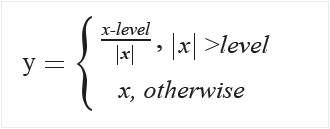 y = { x-level / |x| , |x| >level
x, otherwise